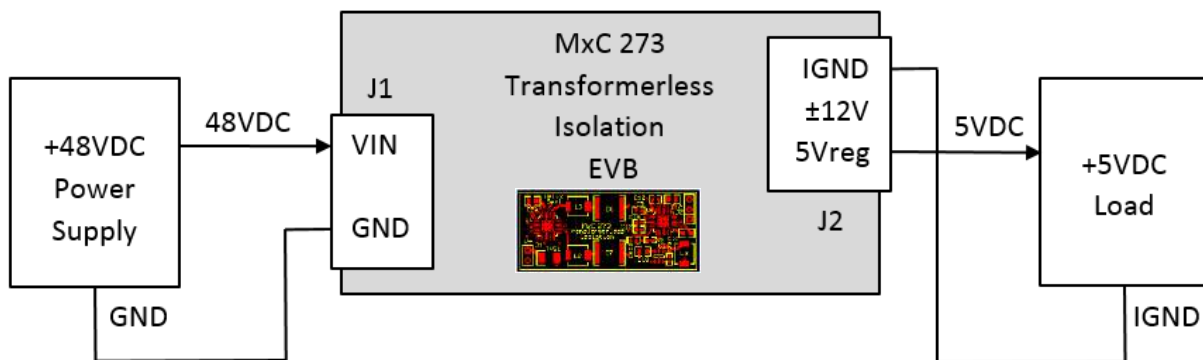 MxC 273
Transformerless
Isolation
EVB
J1
48VDC
+48VDC
Power
Supply
VIN
GND
GND
IGND
±12V
5Vreg
J2
5VDC
+5VDC
Load
IGND